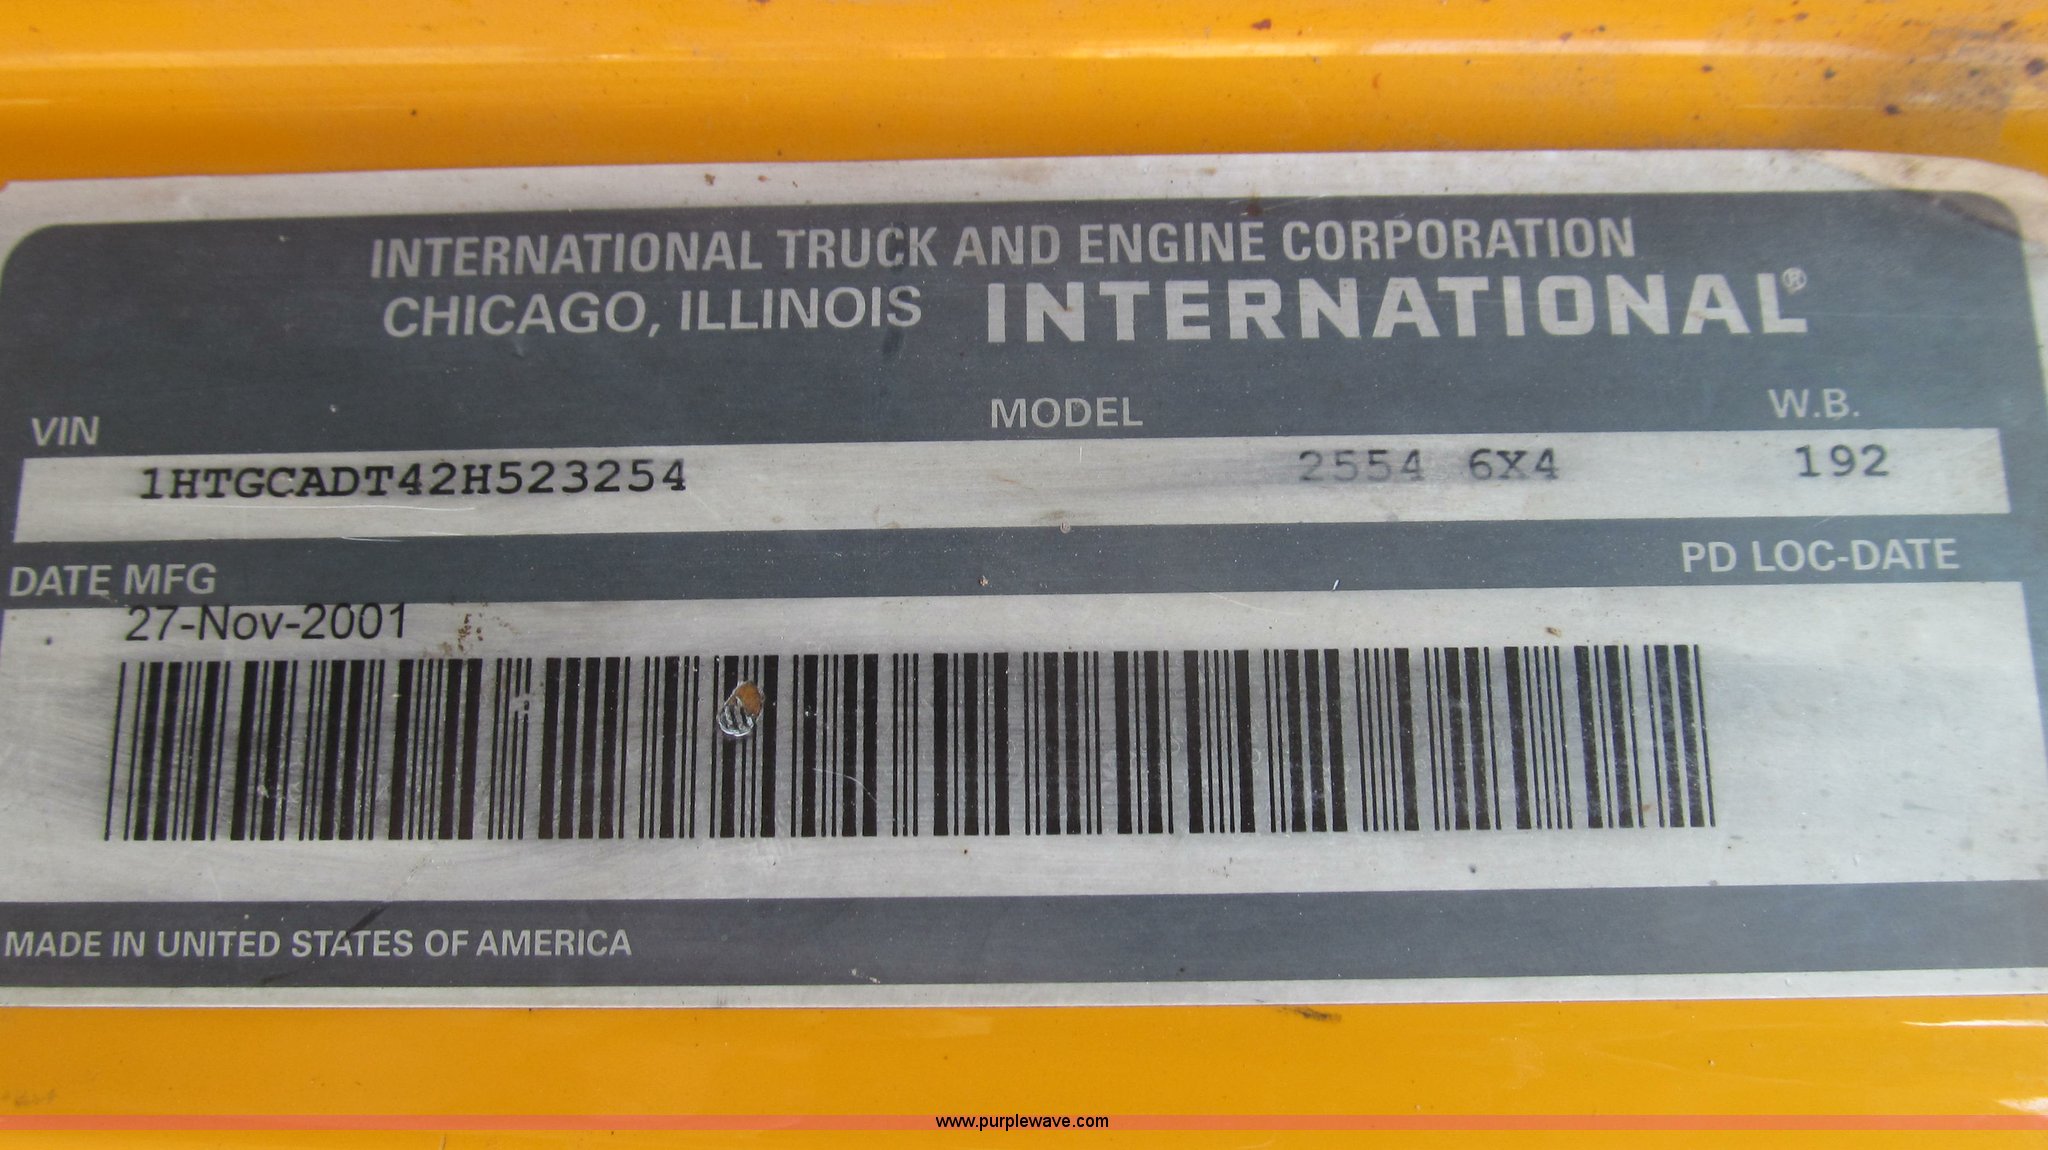 INTERNATIONAL TRUCK AND ENGINE CORPORATION
CHICAGO, ILLINOIS INTERNATIONAL®
VIN MODEL W.B.
1HTGCADT42H523254 2554 6X4 192
DATE MFG PD LOC-DATE
27-Nov-2001
MADE IN UNITED STATES OF AMERICA
www.purplewave.com